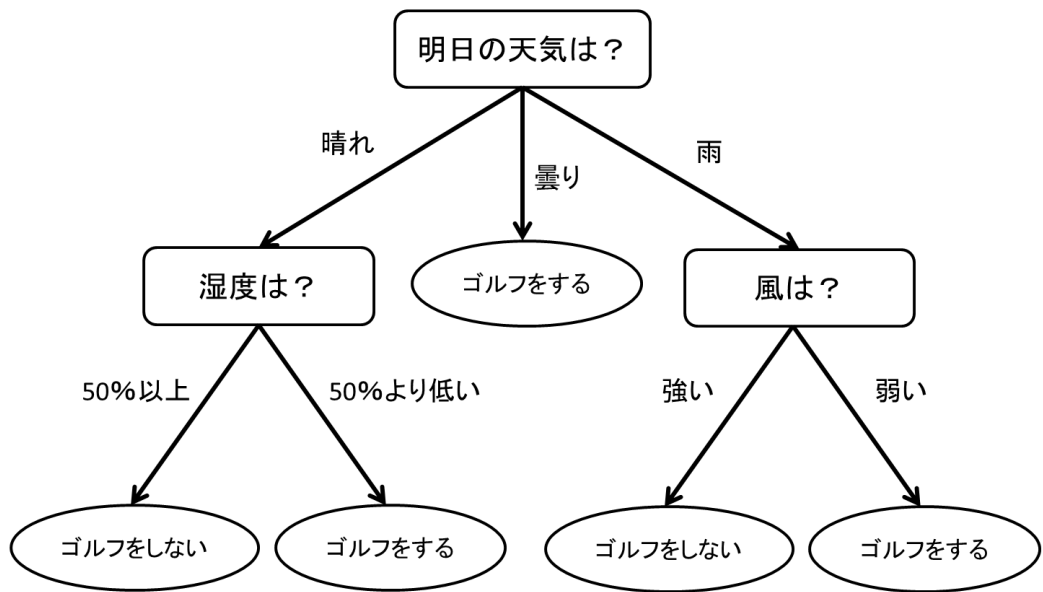 明日の天気は？
晴れ
曇り
雨
湿度は？
ゴルフをする
風は？
50%以上
50%より低い
強い
弱い
ゴルフをしない
ゴルフをする
ゴルフをしない
ゴルフをする